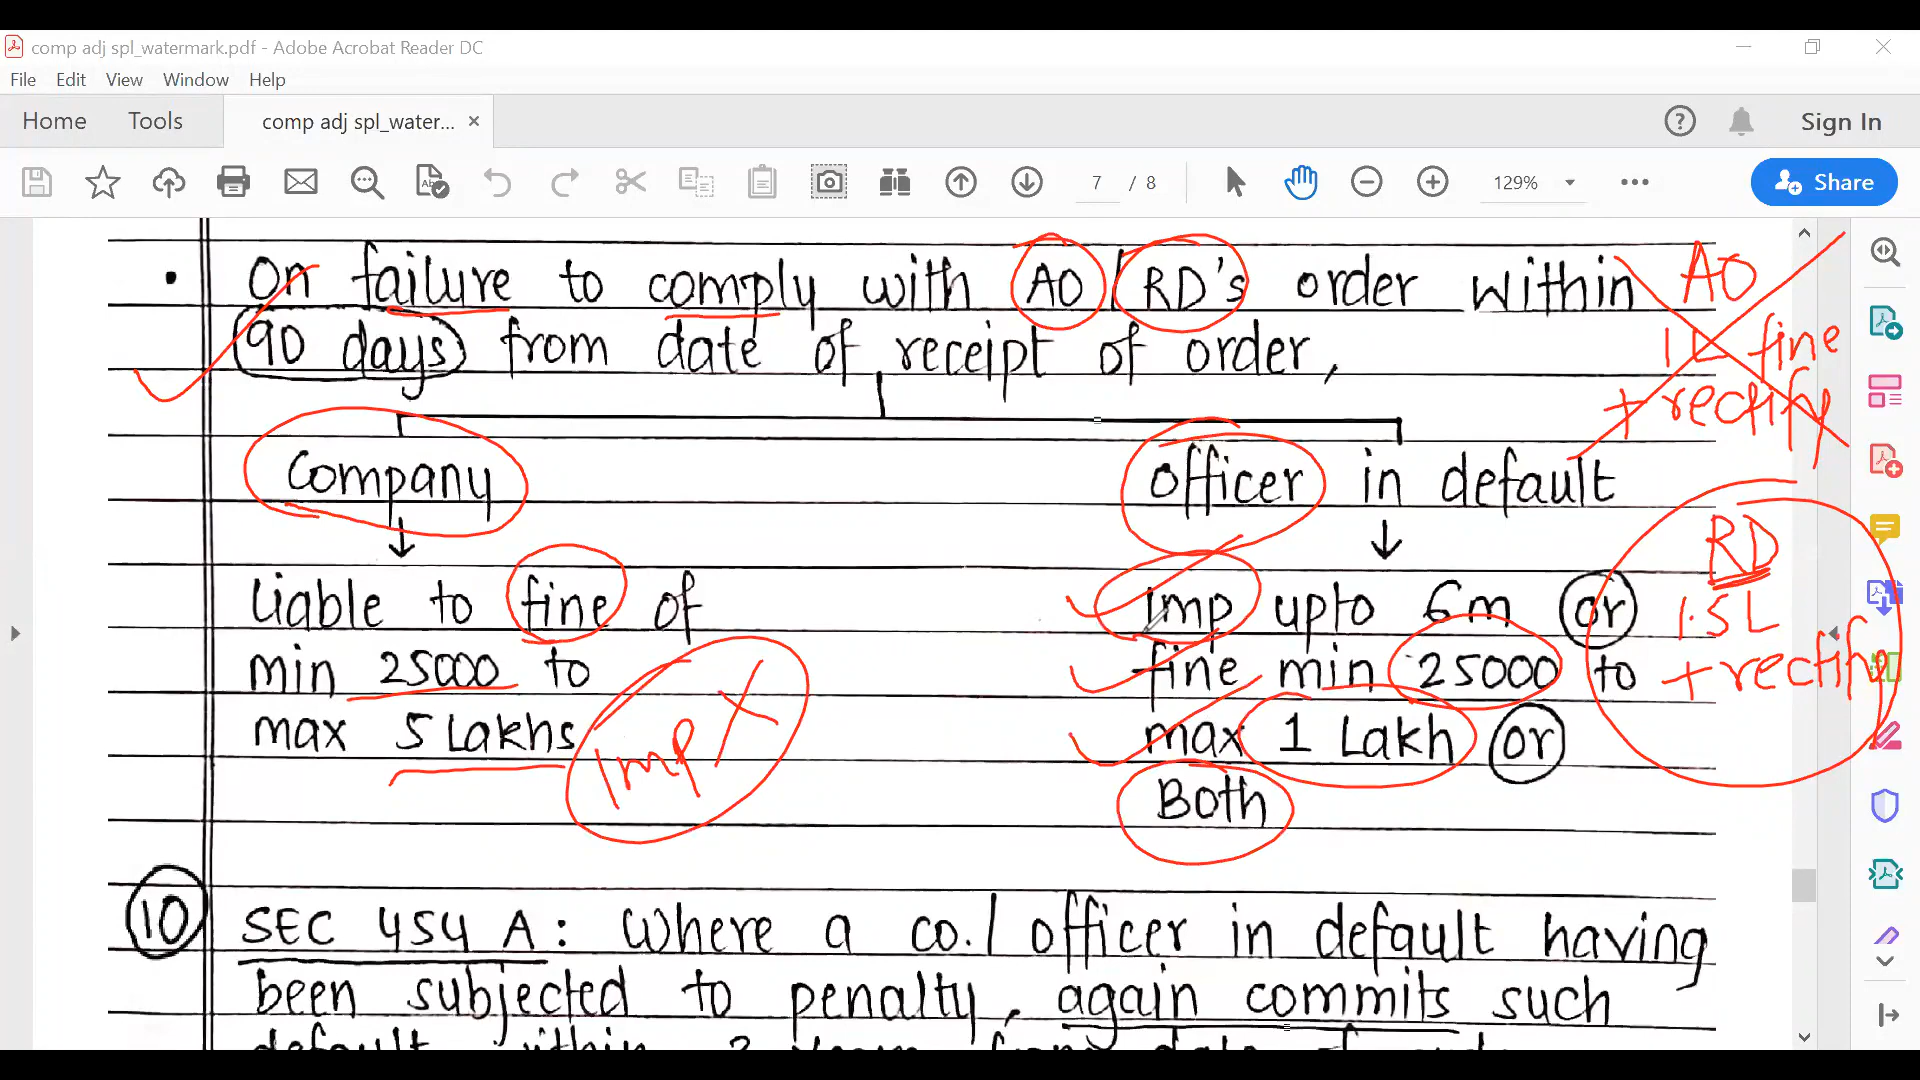 comp adj spl_watermark.pdf - Adobe Acrobat Reader DC
File Edit View Window Help
Home Tools comp adj spl_water... × Sign In
7 / 8 129% Share
• On failure to comply with AO / RD's order within
90 days from date of receipt of order,
AO
1L fine
+ rectify
Company officer in default
liable to fine of Imp upto 6m or
min 25000 to fine min 25000 to
max 5 Lakhs max 1 Lakh or
Both
Imp X
RD
1.5L
+ rectify
10 SEC 454 A: Where a co. / officer in default having
been subjected to penalty, again commits such
default within